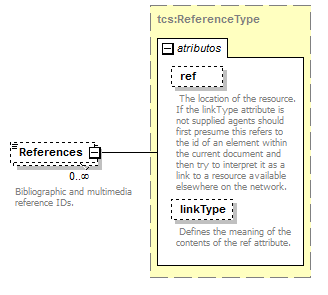 tcs:ReferenceType
atributos
ref
The location of the resource.
If the linkType attribute is
not supplied agents should
first presume this refers to
the id of an element within
the current document and
then try to interpret it as a
link to a resource available
elsewhere on the network.
linkType
Defines the meaning of the
contents of the ref attribute.
References
0..∞
Bibliographic and multimedia
reference IDs.